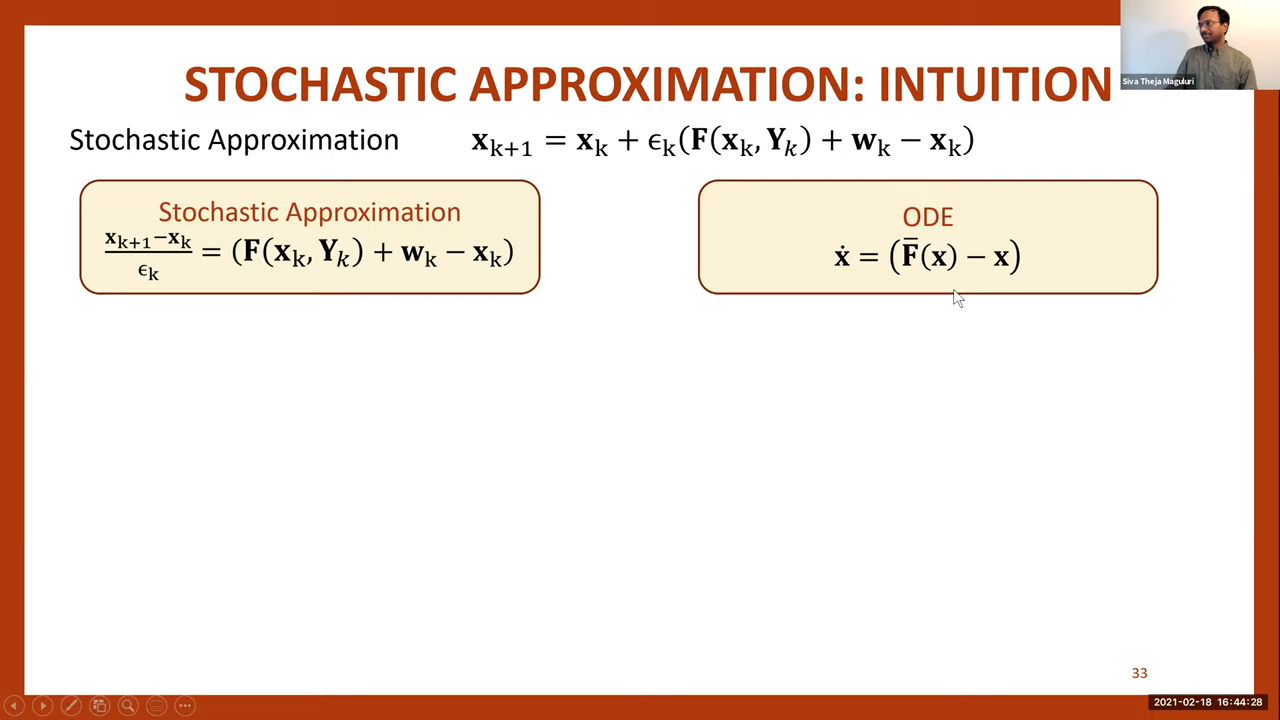 STOCHASTIC APPROXIMATION: INTUITION
Siva Theja Maguluri
Stochastic Approximation x_{k+1} = x_k + ϵ_k(F(x_k, Y_k) + w_k − x_k)
Stochastic Approximation
\frac{x_{k+1}−x_k}{ϵ_k} = (F(x_k, Y_k) + w_k − x_k)
ODE
ẋ = (F̄(x) − x)
33
2021-02-18 16:44:28